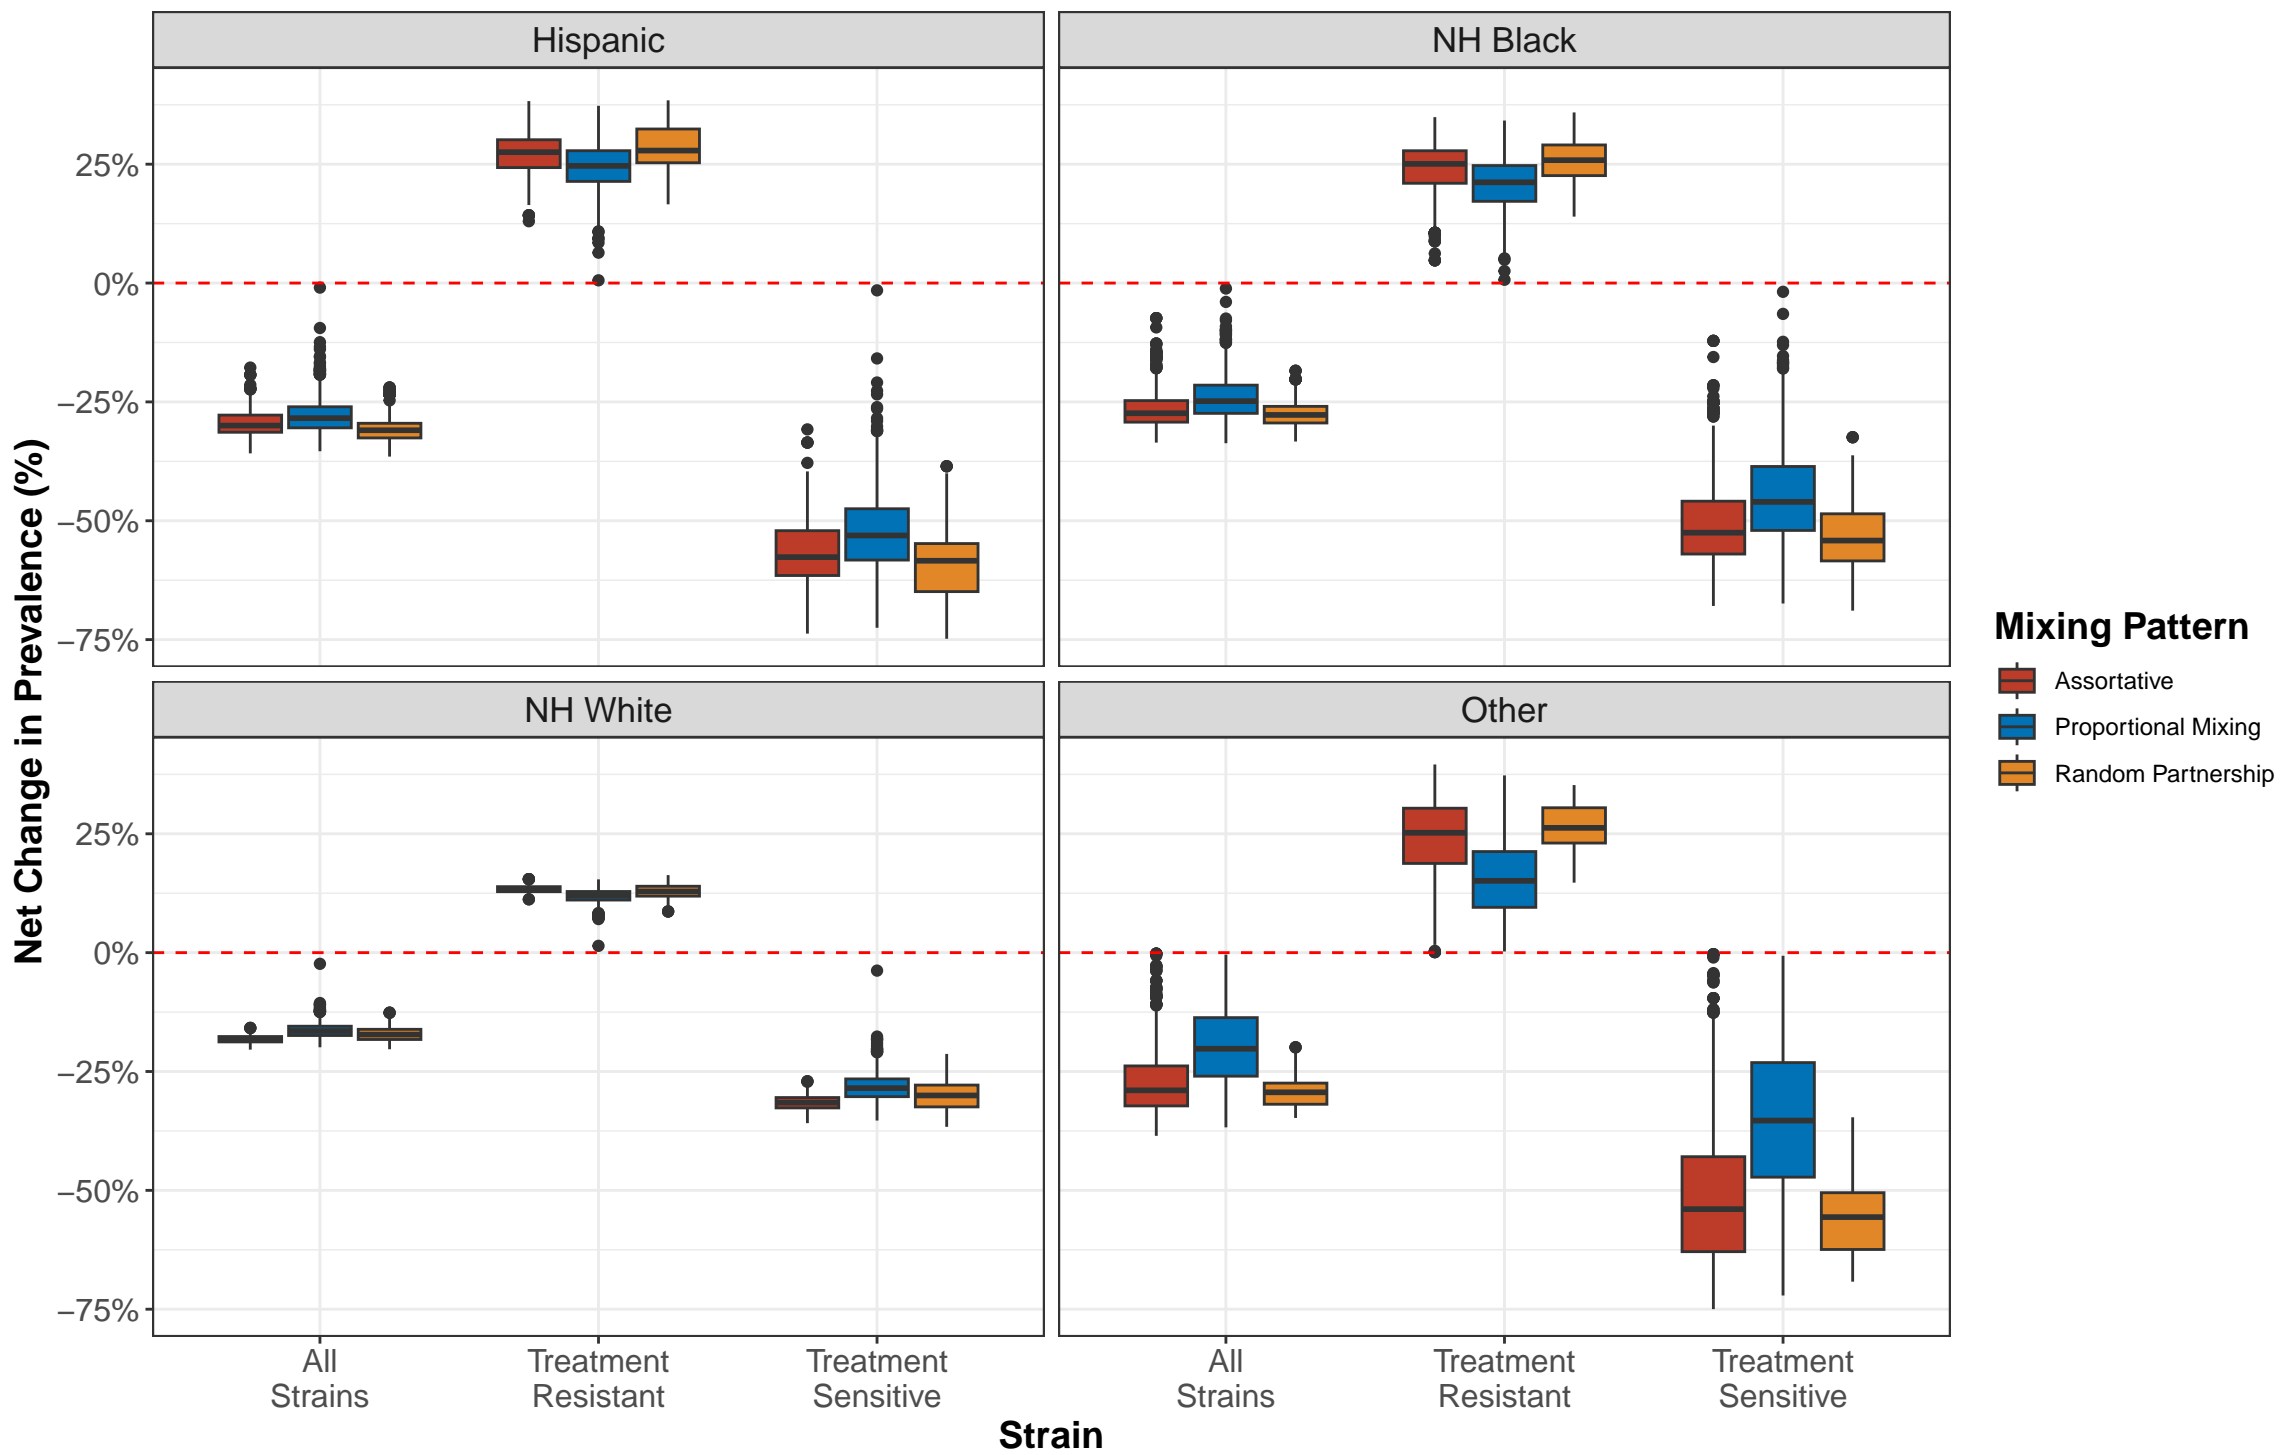 Hispanic
NH Black
25%
0%
−25%
−50%
−75%
NH White
Other
25%
0%
−25%
−50%
−75%
All
Strains
Treatment
Resistant
Treatment
Sensitive
All
Strains
Treatment
Resistant
Treatment
Sensitive
Strain
Net Change in Prevalence (%)
Mixing Pattern
Assortative
Proportional Mixing
Random Partnership